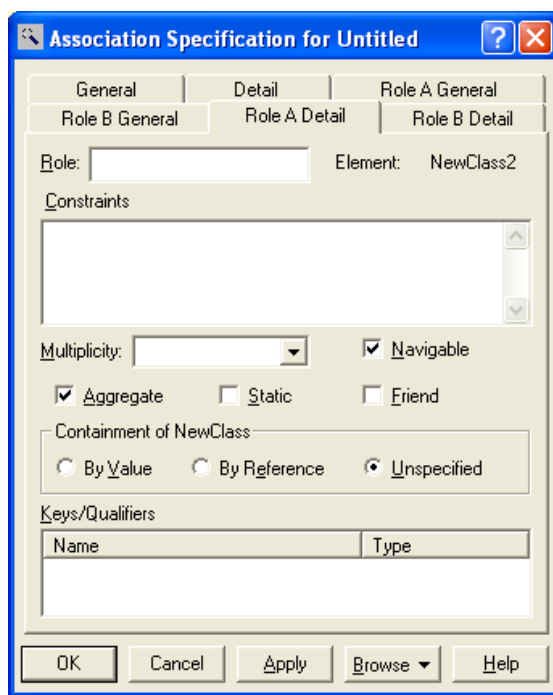 Association Specification for Untitled
General Detail Role A General
Role B General Role A Detail Role B Detail
Role: Element: NewClass2
Constraints
Multiplicity: Navigable
Aggregate Static Friend
Containment of NewClass
By Value By Reference Unspecified
Keys/Qualifiers
Name Type
OK Cancel Apply Browse Help